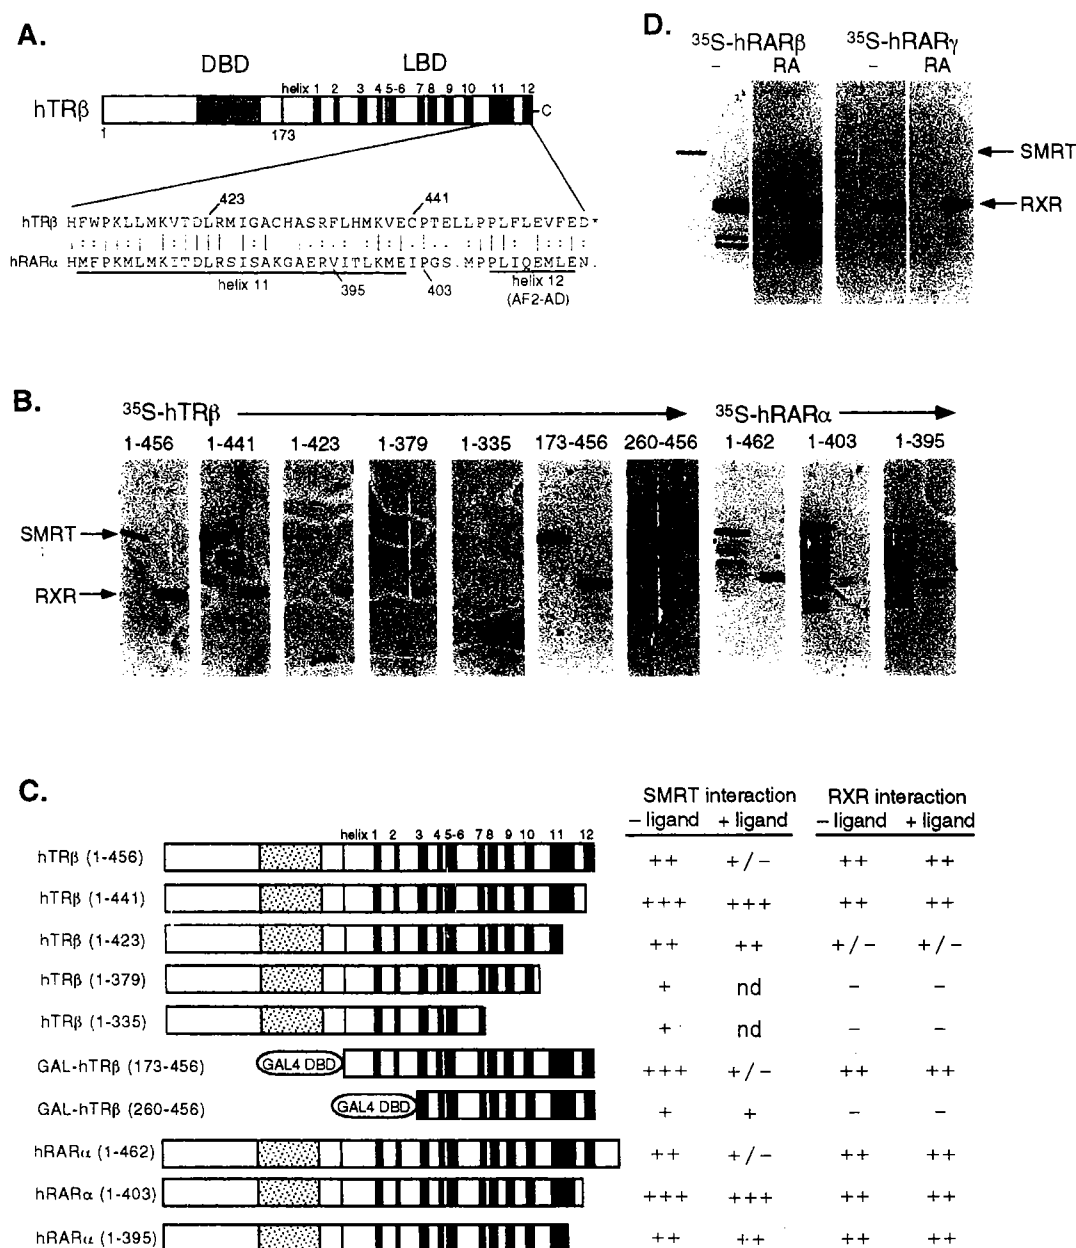 A.
DBD
LBD
helix 1 2 3 4 5-6 7 8 9 10 11 12
hTRβ
C
1
173
423
441
hTRβ HFWPKLLMKVTDLRMIGACHASRFLHMKVECPTELLPPLFLEVFED*
hRARα HMFPKMLMKITDLRSISAKGAERVITLKMEIPGS.MPPLIQEMLEN.
helix 11
395
403
helix 12
(AF2-AD)
D.
35S-hRARβ
35S-hRARγ
– RA – RA
SMRT
RXR
B.
35S-hTRβ
35S-hRARα
1-456 1-441 1-423 1-379 1-335 173-456 260-456 1-462 1-403 1-395
SMRT
RXR
C.
SMRT interaction RXR interaction
– ligand + ligand – ligand + ligand
helix 1 2 3 4 5-6 7 8 9 10 11 12
hTRβ (1-456) ++ +/– ++ ++
hTRβ (1-441) +++ +++ ++ ++
hTRβ (1-423) ++ ++ +/– +/–
hTRβ (1-379) + nd – –
hTRβ (1-335) + nd – –
GAL-hTRβ (173-456) GAL4 DBD +++ +/– ++ ++
GAL-hTRβ (260-456) GAL4 DBD + + – –
hRARα (1-462) ++ +/– ++ ++
hRARα (1-403) +++ +++ ++ ++
hRARα (1-395) ++ ++ ++ ++